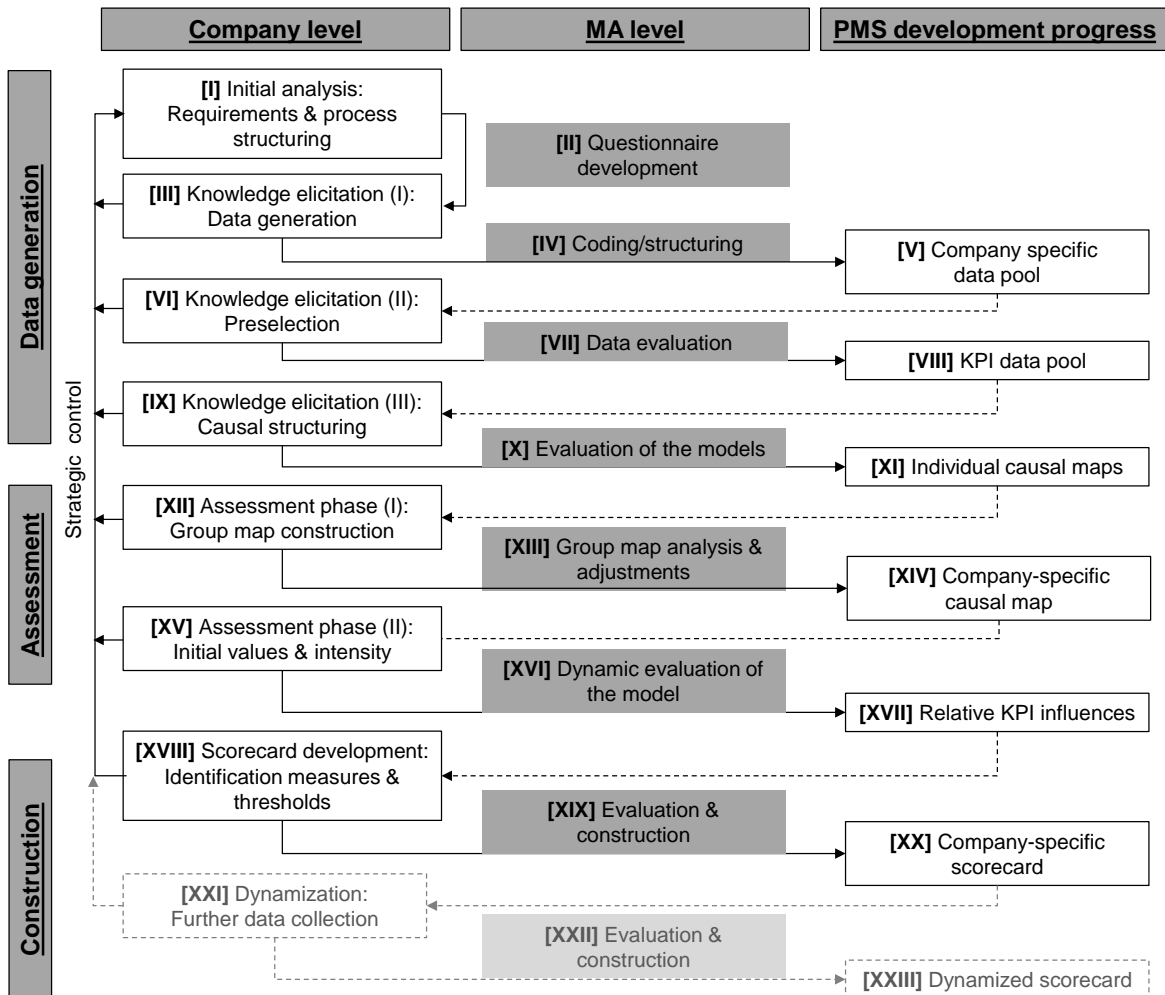 Company level
MA level
PMS development progress
Data generation
Assessment
Construction
Strategic control
[I] Initial analysis:
Requirements & process
structuring
[II] Questionnaire
development
[III] Knowledge elicitation (I):
Data generation
[IV] Coding/structuring
[V] Company specific
data pool
[VI] Knowledge elicitation (II):
Preselection
[VII] Data evaluation
[VIII] KPI data pool
[IX] Knowledge elicitation (III):
Causal structuring
[X] Evaluation of the models
[XI] Individual causal maps
[XII] Assessment phase (I):
Group map construction
[XIII] Group map analysis &
adjustments
[XIV] Company-specific
causal map
[XV] Assessment phase (II):
Initial values & intensity
[XVI] Dynamic evaluation of
the model
[XVII] Relative KPI influences
[XVIII] Scorecard development:
Identification measures &
thresholds
[XIX] Evaluation &
construction
[XX] Company-specific
scorecard
[XXI] Dynamization:
Further data collection
[XXII] Evaluation &
construction
[XXIII] Dynamized scorecard